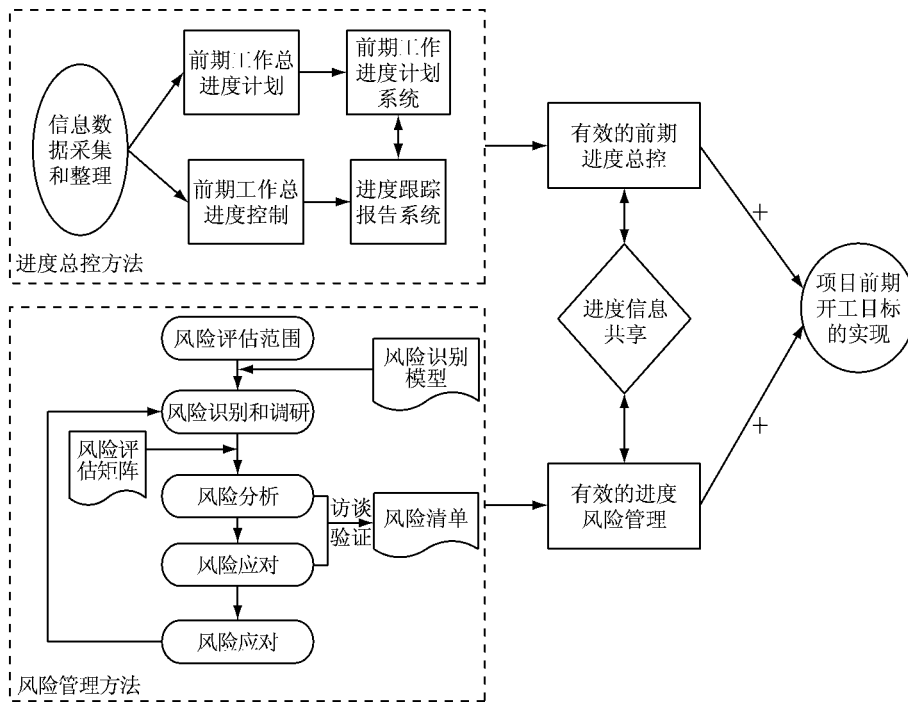 前期工作总
进度计划
前期工作
进度计划
系统
信息数
据采集
和整理
前期工作总
进度控制
进度跟踪
报告系统
进度总控方法
有效的前期
进度总控
+
进度信息
共享
项目前期
开工目标
的实现
+
有效的进度
风险管理
风险评估范围
风险识别
模型
风险识别和调研
风险评
估矩阵
风险分析
访谈
验证
风险清单
风险应对
风险应对
风险管理方法